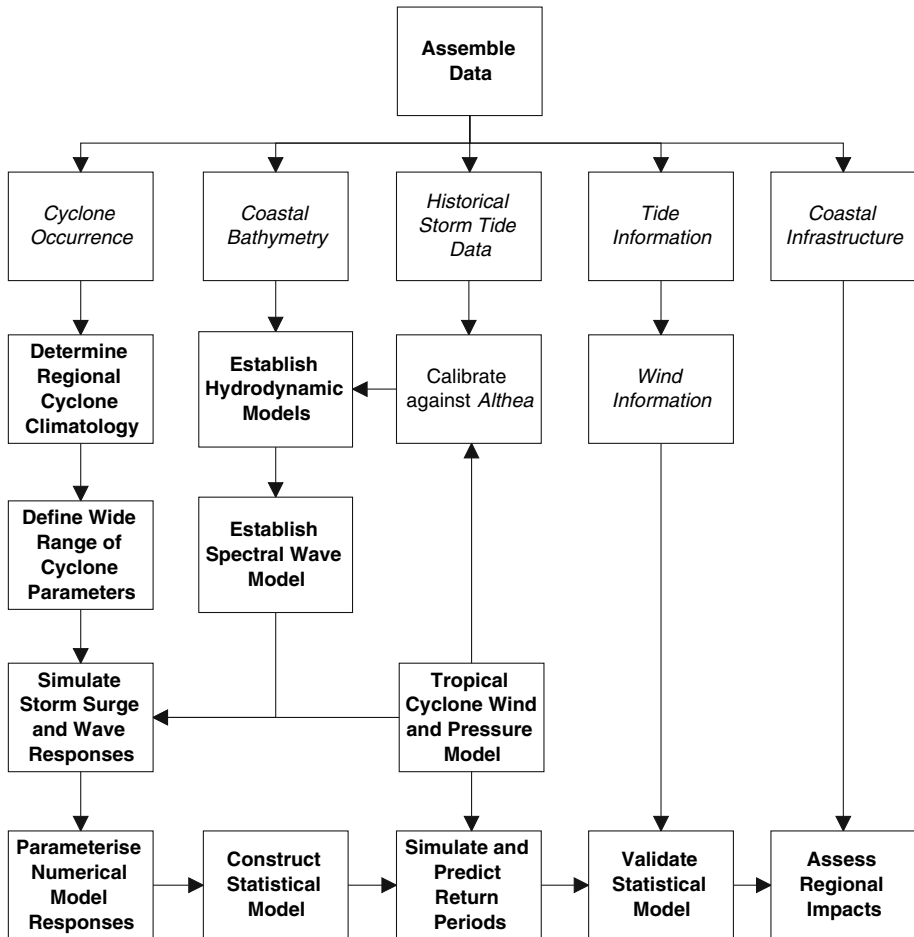 Assemble
Data
Cyclone
Occurrence
Coastal
Bathymetry
Historical
Storm Tide
Data
Tide
Information
Coastal
Infrastructure
Determine
Regional
Cyclone
Climatology
Establish
Hydrodynamic
Models
Calibrate
against Althea
Wind
Information
Define Wide
Range of
Cyclone
Parameters
Establish
Spectral Wave
Model
Simulate
Storm Surge
and Wave
Responses
Tropical
Cyclone Wind
and Pressure
Model
Parameterise
Numerical
Model
Responses
Construct
Statistical
Model
Simulate and
Predict
Return
Periods
Validate
Statistical
Model
Assess
Regional
Impacts